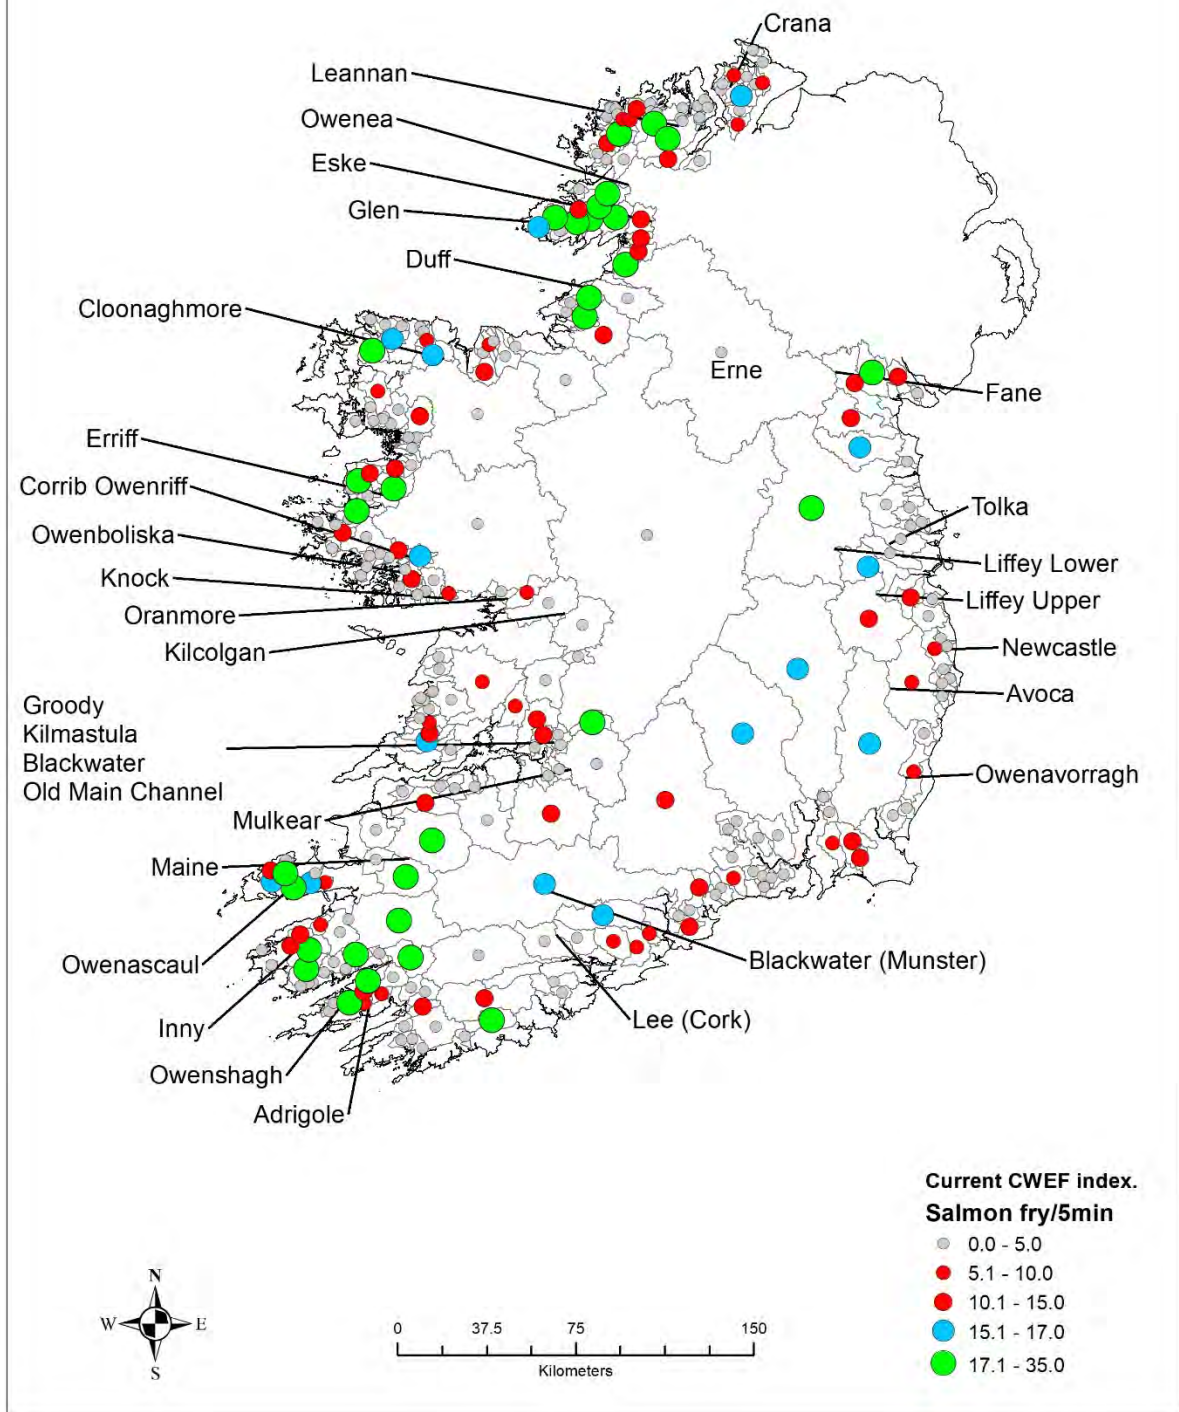 Crana
Leannan
Owenea
Eske
Glen
Duff
Cloonaghmore
Erne
Fane
Erriff
Corrib Owenriff
Tolka
Owenboliska
Liffey Lower
Knock
Liffey Upper
Oranmore
Kilcolgan
Newcastle
Avoca
Groody
Kilmastula
Blackwater
Old Main Channel
Owenavorragh
Mulkear
Maine
Owenascaul
Blackwater (Munster)
Inny
Lee (Cork)
Owenshagh
Adrigole
Current CWEF index.
Salmon fry/5min
0.0 - 5.0
5.1 - 10.0
10.1 - 15.0
15.1 - 17.0
17.1 - 35.0
N
W E
S
0 37.5 75 150
Kilometers